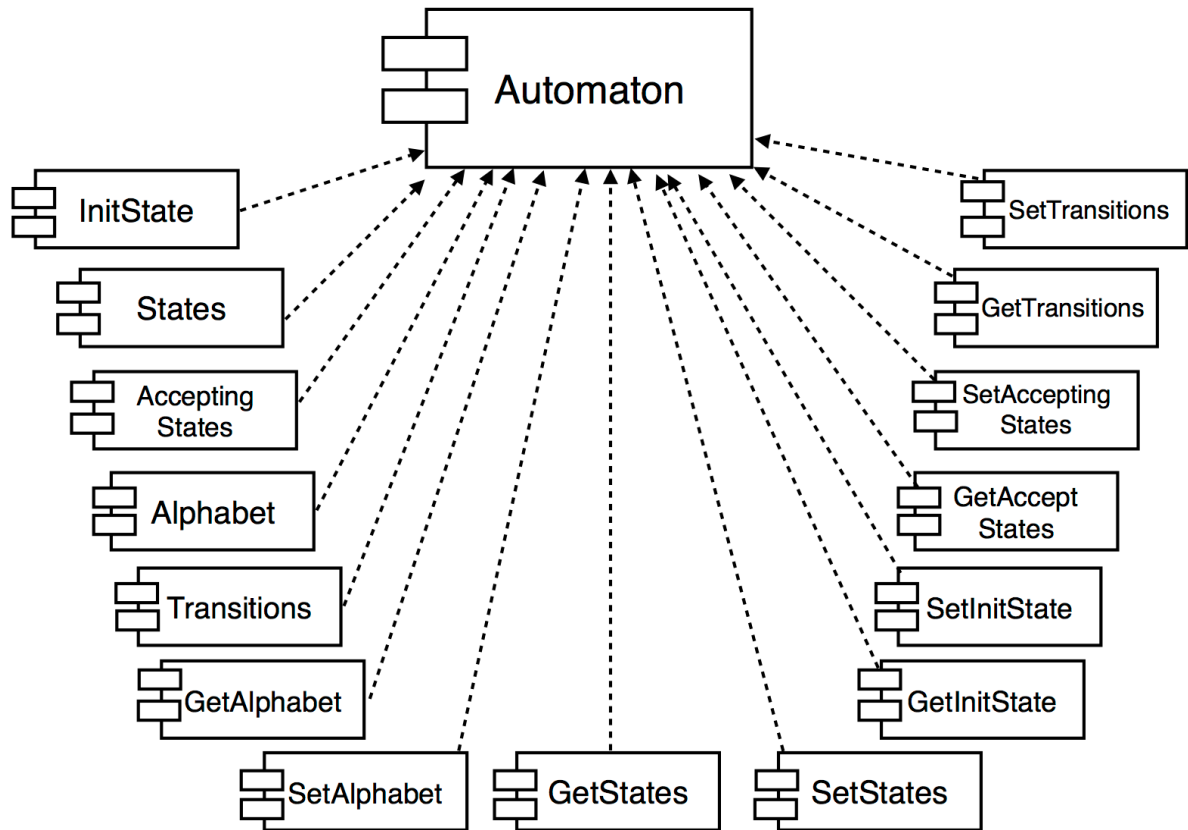 Automaton
InitState
SetTransitions
States
GetTransitions
Accepting
States
SetAccepting
States
Alphabet
GetAccept
States
Transitions
SetInitState
GetAlphabet
GetInitState
SetAlphabet
GetStates
SetStates